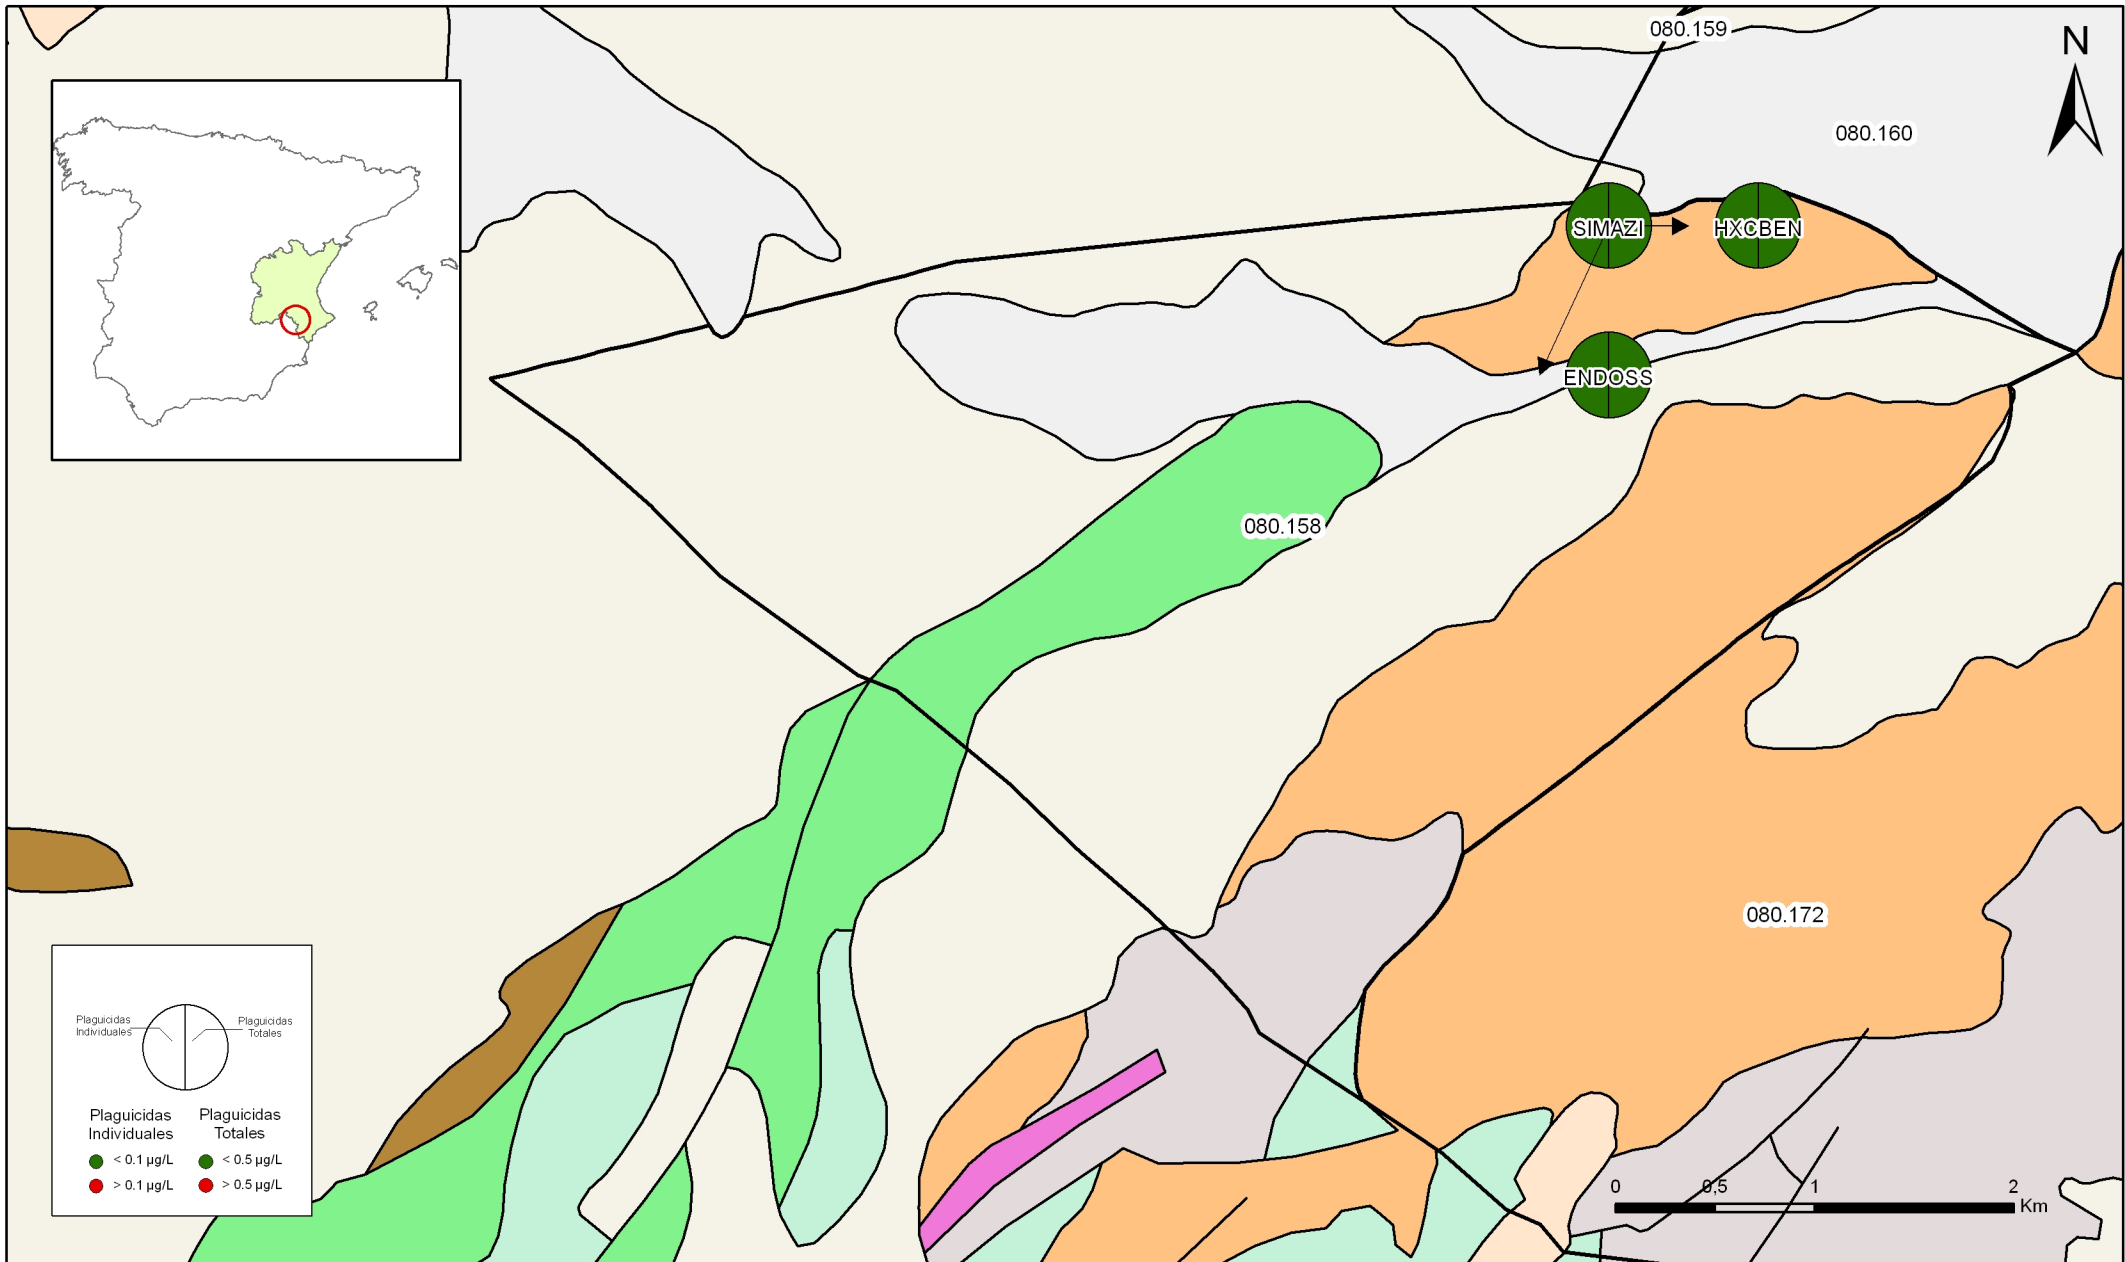 080.159
N
080.160
SIMAZI
HXCBEN
ENDOSS
080.158
080.172
Plaguicidas
Individuales
Plaguicidas
Totales
Plaguicidas
Individuales
Plaguicidas
Totales
< 0.1 µg/L
< 0.5 µg/L
> 0.1 µg/L
> 0.5 µg/L
0 0,5 1 2
Km